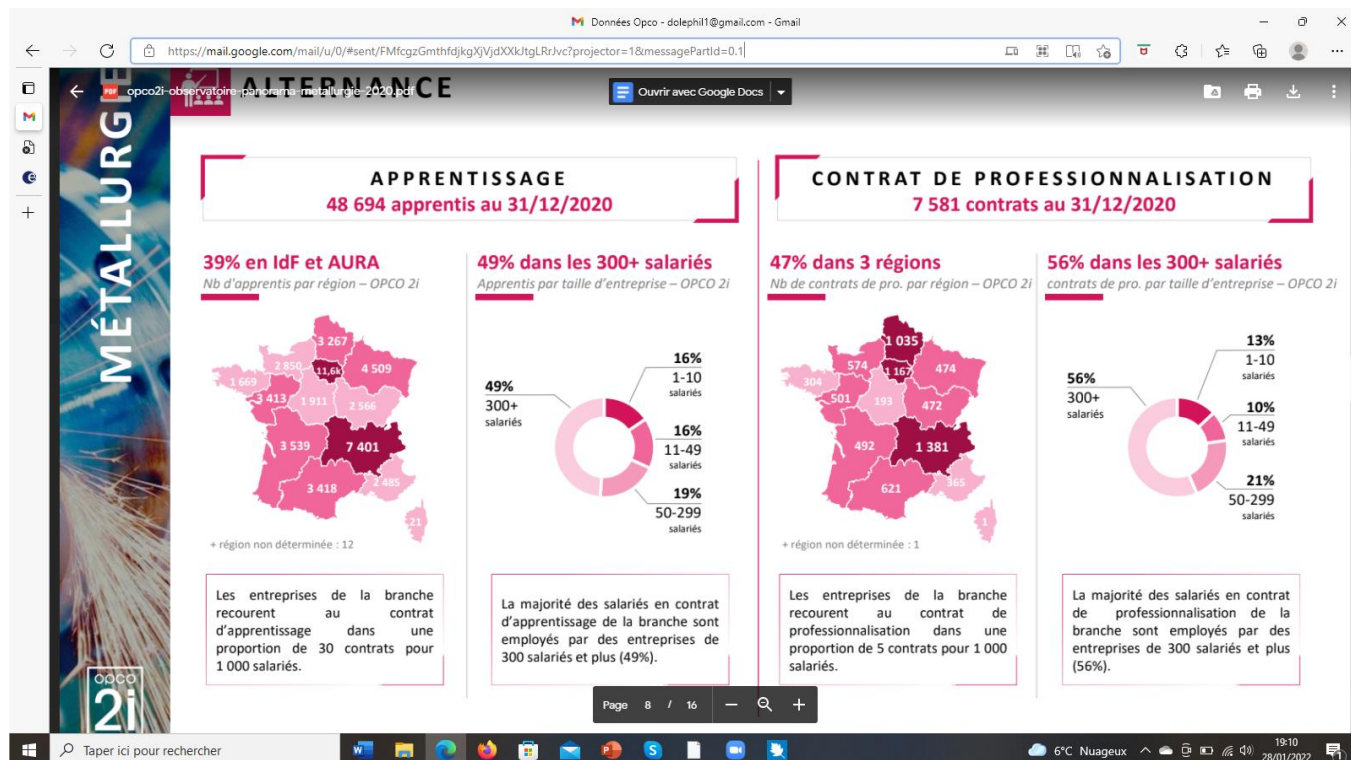 Données Opco - dolephil1@gmail.com - Gmail
https://mail.google.com/mail/u/0/#sent/FMfcgzGmthfdjkgXjVjdXXkJtgLRrJvc?projector=1&messagePartId=0.1
opco2i-observatoire-panorama-metallurgie-2020.pdf
ALTERNANCE
Ouvrir avec Google Docs
MÉTALLURGIE
APPRENTISSAGE
48 694 apprentis au 31/12/2020
39% en IdF et AURA
Nb d'apprentis par région – OPCO 2i
3 267
2 850
11,6k
4 509
1 669
3 413
1 911
2 566
3 539
7 401
3 418
2 485
21
+ région non déterminée : 12
Les entreprises de la branche
recourent au contrat
d'apprentissage dans une
proportion de 30 contrats pour
1 000 salariés.
49% dans les 300+ salariés
Apprentis par taille d'entreprise – OPCO 2i
49%
300+
salariés
16%
1-10
salariés
16%
11-49
salariés
19%
50-299
salariés
La majorité des salariés en contrat
d'apprentissage de la branche sont
employés par des entreprises de
300 salariés et plus (49%).
CONTRAT DE PROFESSIONNALISATION
7 581 contrats au 31/12/2020
47% dans 3 régions
Nb de contrats de pro. par région – OPCO 2i
1 035
574
1 167
474
304
501
193
472
492
1 381
621
365
1
+ région non déterminée : 1
Les entreprises de la branche
recourent au contrat de
professionnalisation dans une
proportion de 5 contrats pour 1 000
salariés.
56% dans les 300+ salariés
contrats de pro. par taille d'entreprise – OPCO 2i
56%
300+
salariés
13%
1-10
salariés
10%
11-49
salariés
21%
50-299
salariés
La majorité des salariés en contrat
de professionnalisation de la
branche sont employés par des
entreprises de 300 salariés et plus
(56%).
opco
2i
Page 8 / 16
Taper ici pour rechercher
6°C Nuageux
19:10
28/01/2022